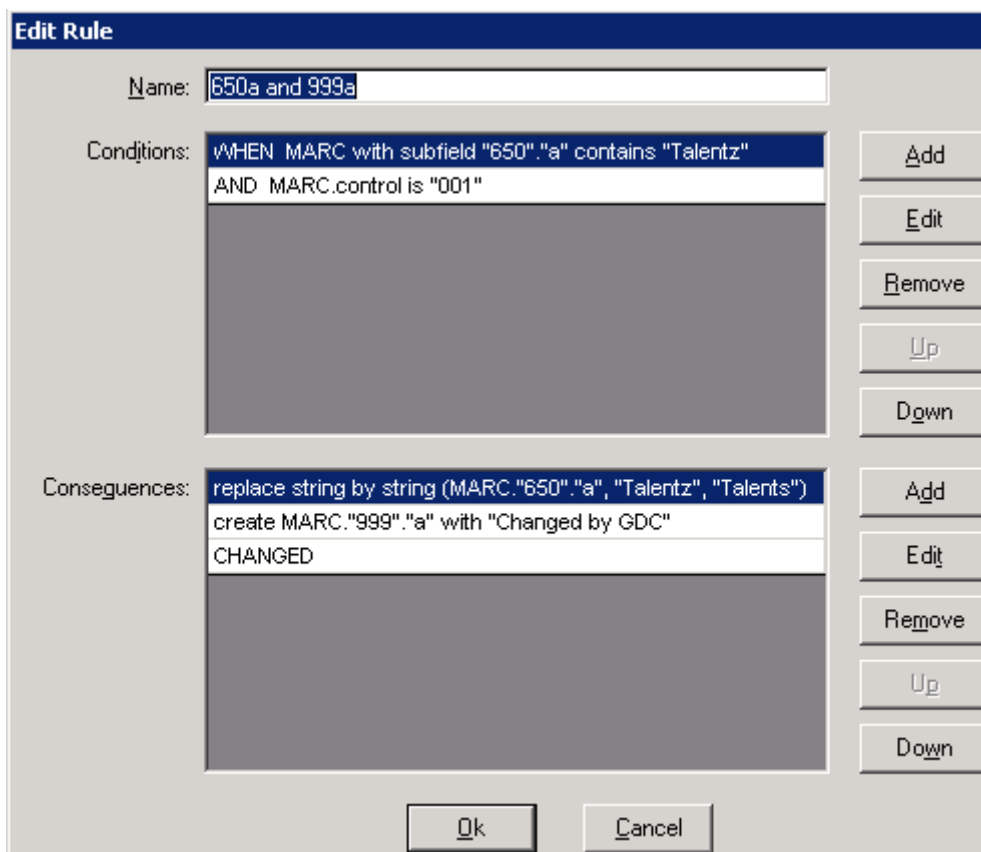 Edit Rule
Name: 650a and 999a
Conditions: WHEN MARC with subfield "650"."a" contains "Talentz" Add
AND MARC.control is "001"
Edit
Remove
Up
Down
Consequences: replace string by string (MARC."650"."a", "Talentz", "Talents") Add
create MARC."999"."a" with "Changed by GDC"
CHANGED Edit
Remove
Up
Down
Ok Cancel